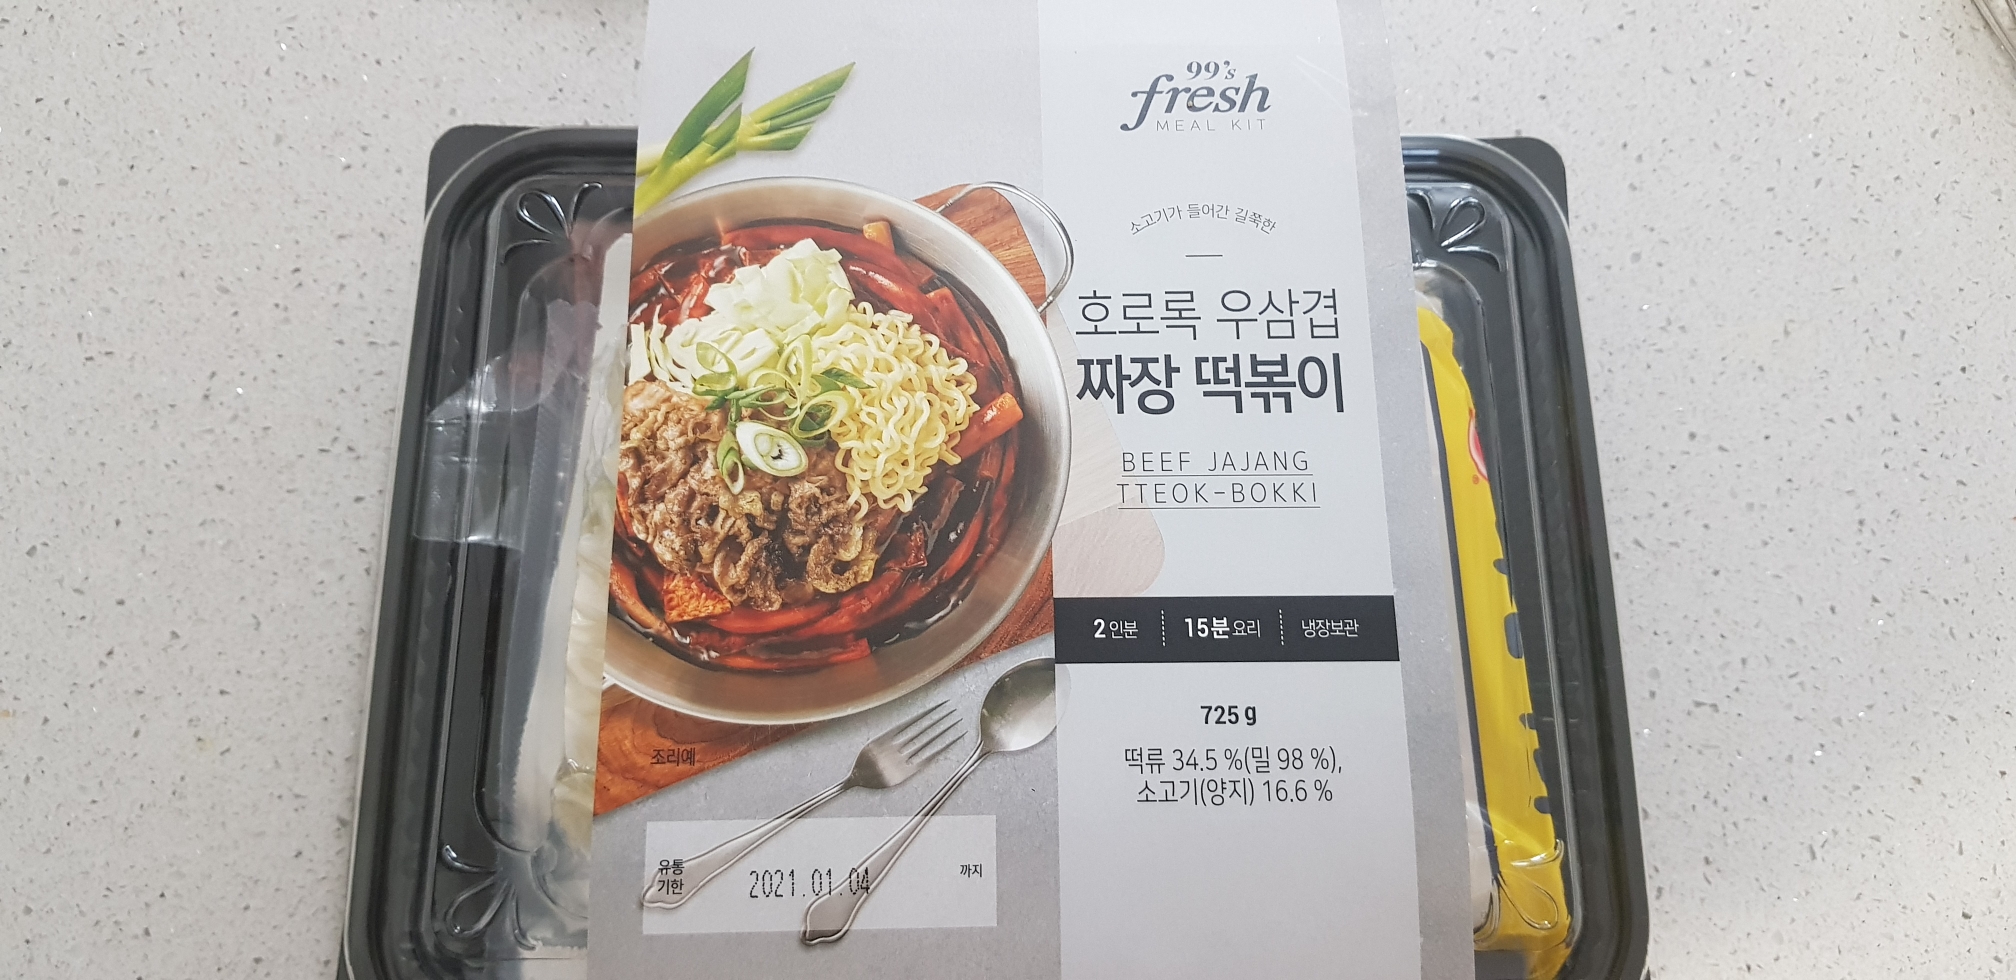 99's
fresh
MEAL KIT
소고기가 들어간 길쭉한
호로록 우삼겹
짜장 떡볶이
BEEF JAJANG
TTEOK-BOKKI
2인분 15분요리 냉장보관
725 g
떡류 34.5 %(밀 98 %),
소고기(양지) 16.6 %
조리예
유통
기한 2021.01.04 까지